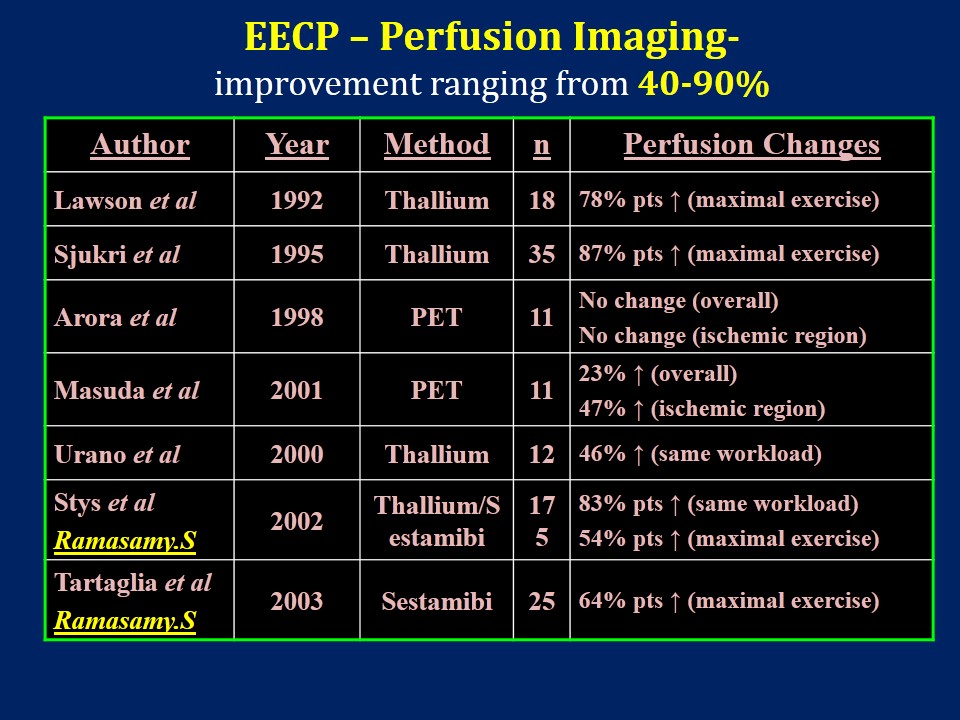 EECP – Perfusion Imaging-
improvement ranging from 40-90%
Author Year Method n Perfusion Changes
Lawson et al 1992 Thallium 18 78% pts ↑ (maximal exercise)
Sjukri et al 1995 Thallium 35 87% pts ↑ (maximal exercise)
Arora et al 1998 PET 11 No change (overall)
No change (ischemic region)
Masuda et al 2001 PET 11 23% ↑ (overall)
47% ↑ (ischemic region)
Urano et al 2000 Thallium 12 46% ↑ (same workload)
Stys et al 2002 Thallium/S 17 83% pts ↑ (same workload)
Ramasamy.S estamibi 5 54% pts ↑ (maximal exercise)
Tartaglia et al 2003 Sestamibi 25 64% pts ↑ (maximal exercise)
Ramasamy.S